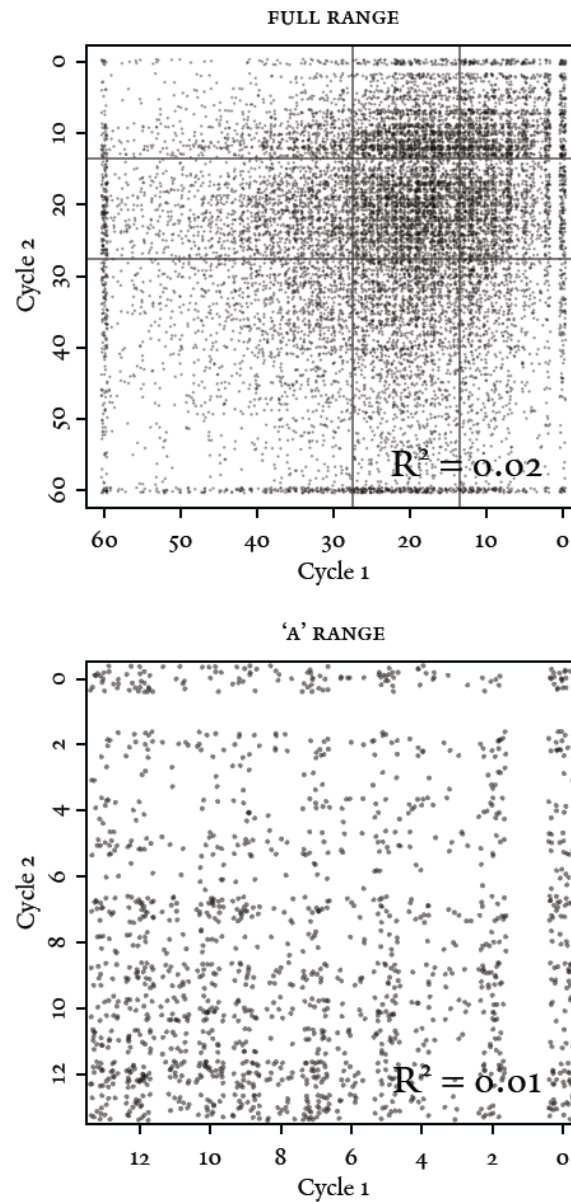 FULL RANGE
0
10
20
30
40
50
60
Cycle 2
R² = 0.02
60 50 40 30 20 10 0
Cycle 1
‘A’ RANGE
0
2
4
6
8
10
12
Cycle 2
R² = 0.01
12 10 8 6 4 2 0
Cycle 1